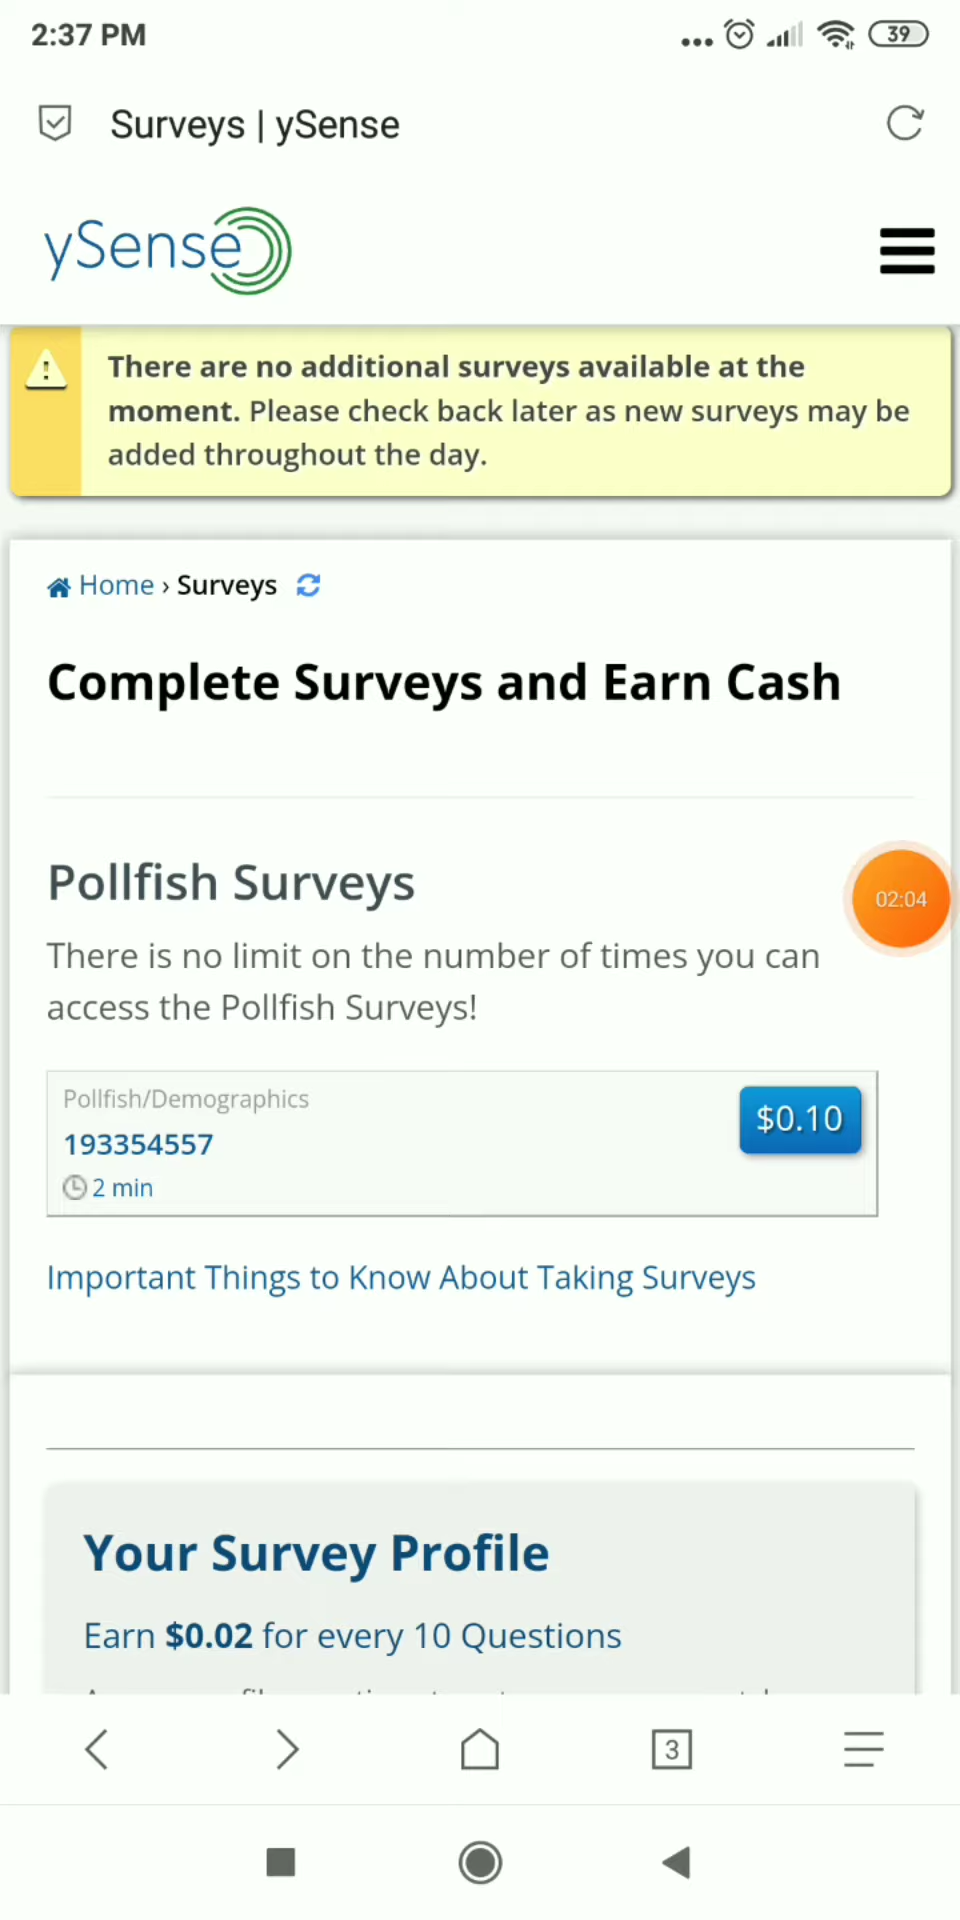 2:37 PM
39
Surveys | ySense
ySense
There are no additional surveys available at the
moment. Please check back later as new surveys may be
added throughout the day.
Home › Surveys
Complete Surveys and Earn Cash
Pollfish Surveys
02:04
There is no limit on the number of times you can
access the Pollfish Surveys!
Pollfish/Demographics
$0.10
193354557
2 min
Important Things to Know About Taking Surveys
Your Survey Profile
Earn $0.02 for every 10 Questions
3